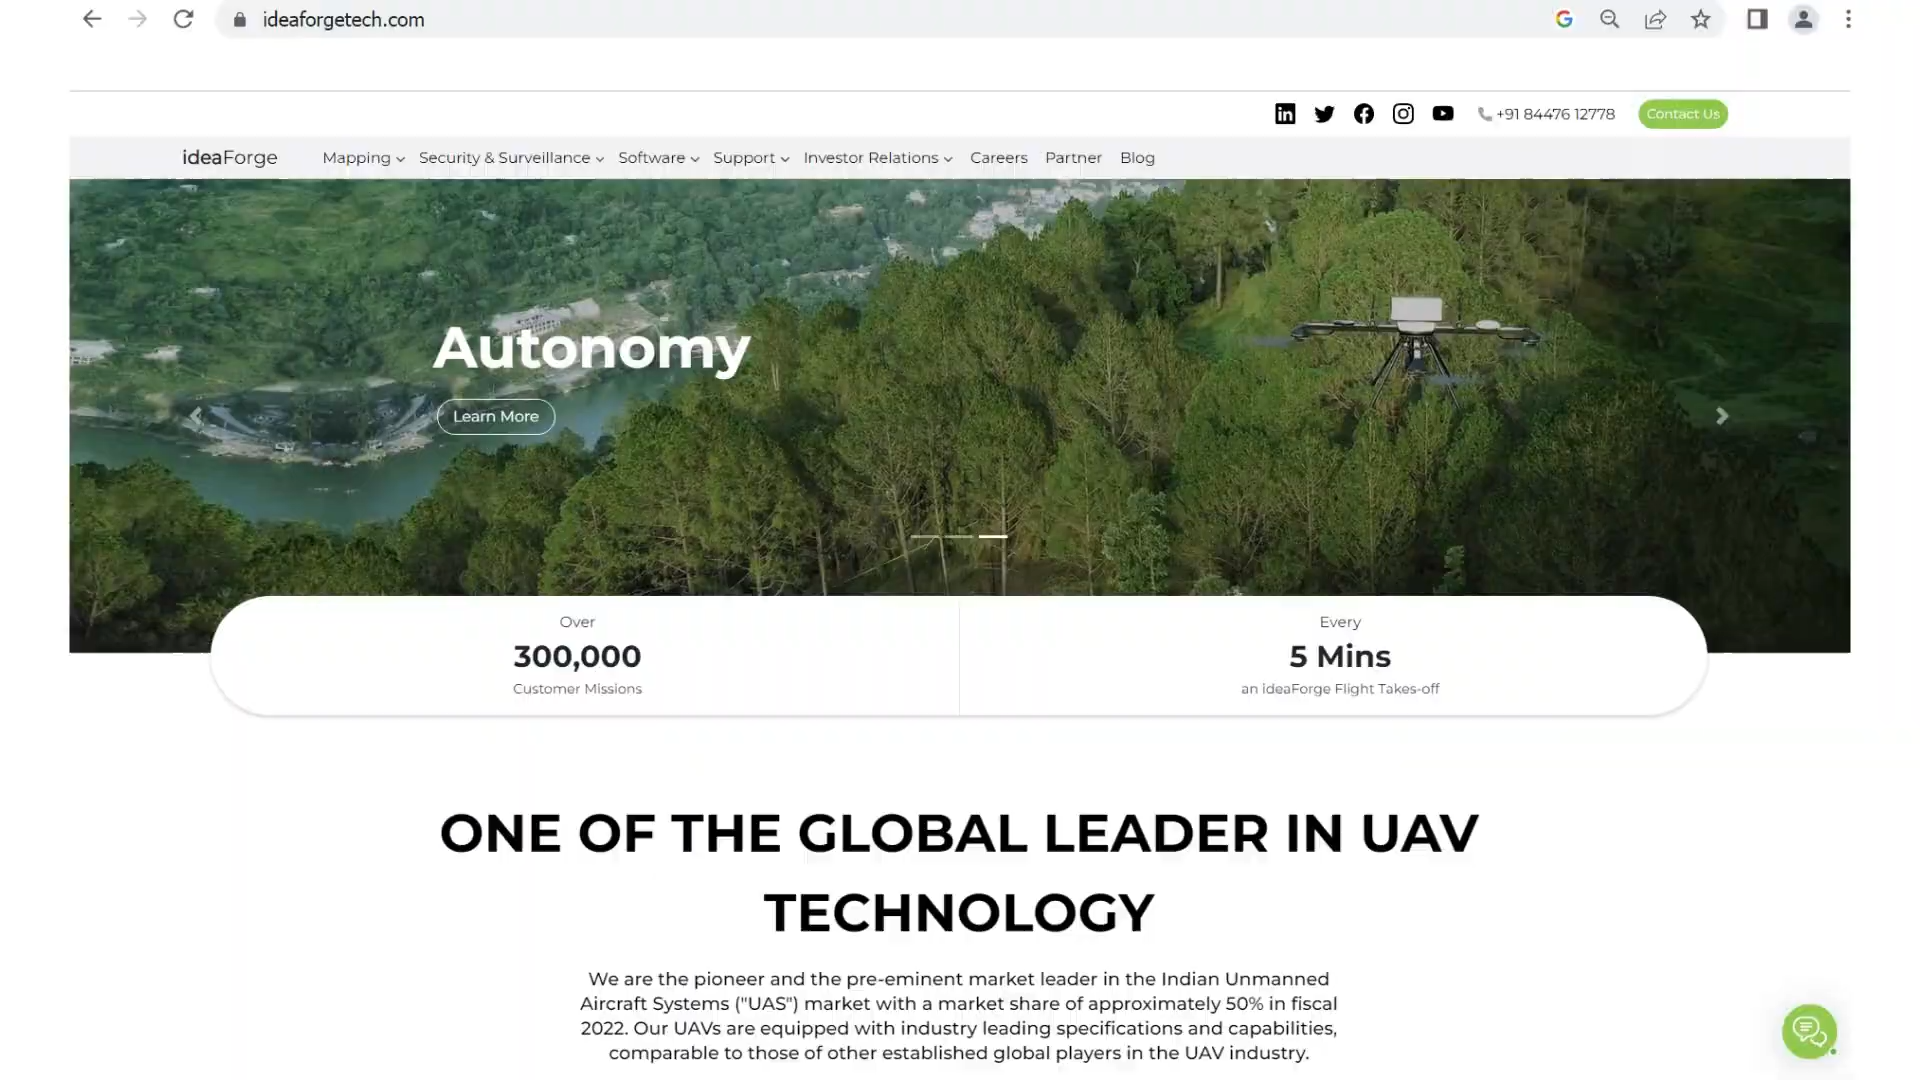 ideaforgetech.com
+91 84476 12778
Contact Us
ideaForge
Mapping
Security & Surveillance
Software
Support
Investor Relations
Careers
Partner
Blog
Autonomy
Learn More
Over
300,000
Customer Missions
Every
5 Mins
an ideaForge Flight Takes-off
ONE OF THE GLOBAL LEADER IN UAV
TECHNOLOGY
We are the pioneer and the pre-eminent market leader in the Indian Unmanned
Aircraft Systems ("UAS") market with a market share of approximately 50% in fiscal
2022. Our UAVs are equipped with industry leading specifications and capabilities,
comparable to those of other established global players in the UAV industry.